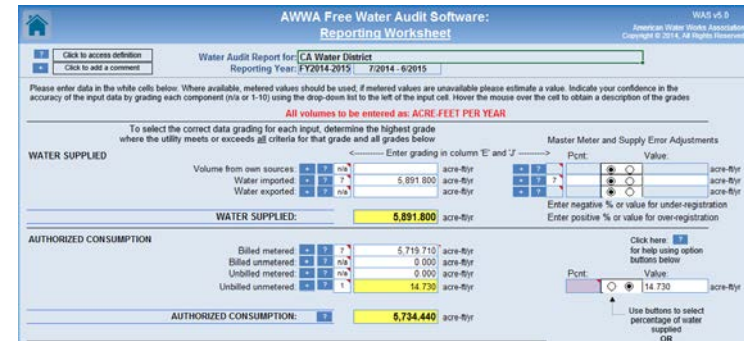 AWWA Free Water Audit Software:
WAS v5.0
Reporting Worksheet
American Water Works Association
Copyright © 2014, All Rights Reserved
? Click to access definition
+ Click to add a comment
Water Audit Report for: CA Water District
Reporting Year: FY2014-2015 7/2014 - 6/2015
Please enter data in the white cells below. Where available, metered values should be used; if metered values are unavailable please estimate a value. Indicate your confidence in the
accuracy of the input data by grading each component (n/a or 1-10) using the drop-down list to the left of the input cell. Hover the mouse over the cell to obtain a description of the grades
All volumes to be entered as: ACRE-FEET PER YEAR
To select the correct data grading for each input, determine the highest grade
where the utility meets or exceeds all criteria for that grade and all grades below
Master Meter and Supply Error Adjustments
WATER SUPPLIED
<---------- Enter grading in column 'E' and 'J' ---------->
Pcnt: Value:
Volume from own sources: + ? n/a acre-ft/yr + ? acre-ft/yr
Water imported: + ? 7 5,891.800 acre-ft/yr + ? 7 acre-ft/yr
Water exported: + ? n/a acre-ft/yr + ? acre-ft/yr
Enter negative % or value for under-registration
WATER SUPPLIED: 5,891.800 acre-ft/yr
Enter positive % or value for over-registration
AUTHORIZED CONSUMPTION
Click here: ?
Billed metered: + ? 7 5,719.710 acre-ft/yr
for help using option
Billed unmetered: + ? n/a 0.000 acre-ft/yr
buttons below
Unbilled metered: + ? n/a 0.000 acre-ft/yr
Pcnt: Value:
Unbilled unmetered: + ? 1 14.730 acre-ft/yr
14.730 acre-ft/yr
AUTHORIZED CONSUMPTION: ? 5,734.440 acre-ft/yr
Use buttons to select
percentage of water
supplied
OR